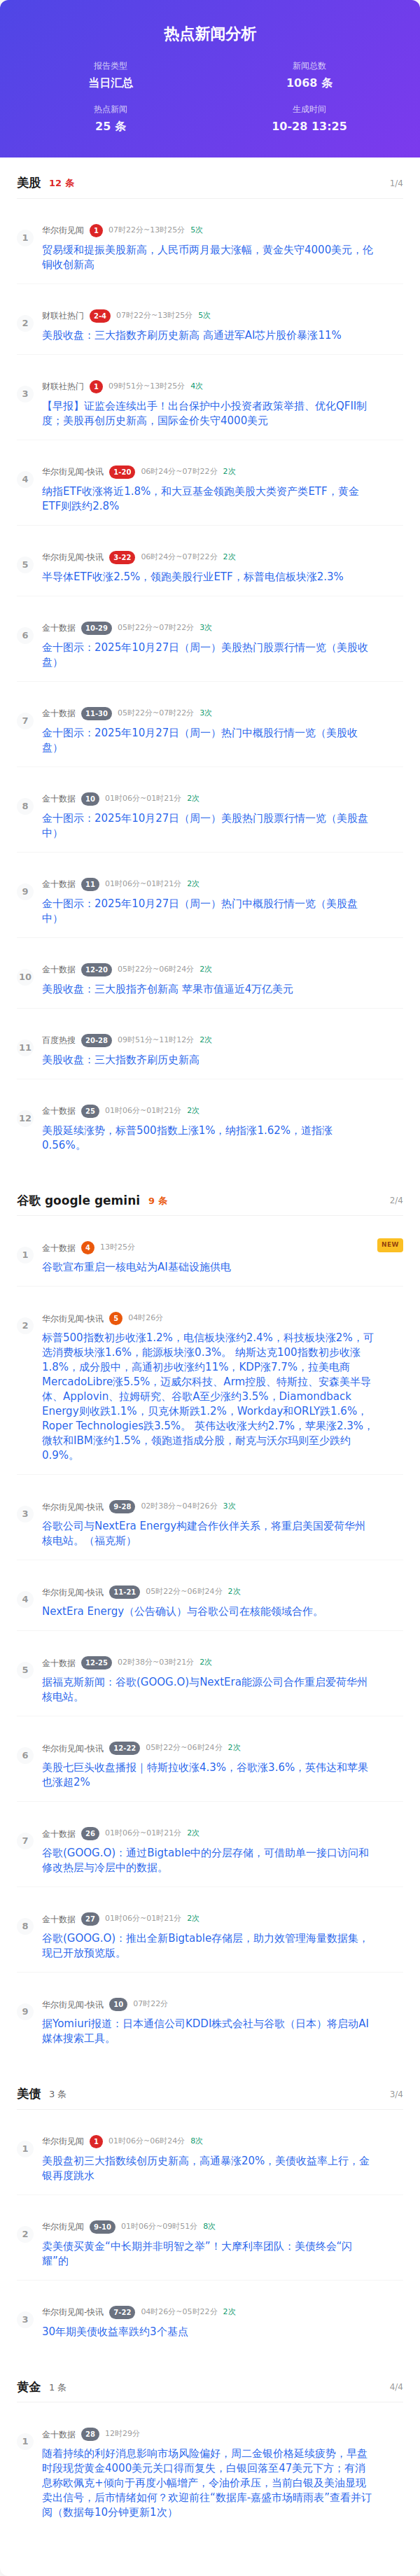 热点新闻分析
报告类型
当日汇总
新闻总数
1068 条
热点新闻
25 条
生成时间
10-28 13:25
美股 12 条 1/4
1
华尔街见闻 1 07时22分~13时25分 5次
贸易缓和提振美股新高，人民币两月最大涨幅，黄金失守4000美元，伦
铜收创新高
2
财联社热门 2-4 07时22分~13时25分 5次
美股收盘：三大指数齐刷历史新高 高通进军AI芯片股价暴涨11%
3
财联社热门 1 09时51分~13时25分 4次
【早报】证监会连续出手！出台保护中小投资者政策举措、优化QFII制
度；美股再创历史新高，国际金价失守4000美元
4
华尔街见闻-快讯 1-20 06时24分~07时22分 2次
纳指ETF收涨将近1.8%，和大豆基金领跑美股大类资产类ETF，黄金
ETF则跌约2.8%
5
华尔街见闻-快讯 3-22 06时24分~07时22分 2次
半导体ETF收涨2.5%，领跑美股行业ETF，标普电信板块涨2.3%
6
金十数据 10-29 05时22分~07时22分 3次
金十图示：2025年10月27日（周一）美股热门股票行情一览（美股收
盘）
7
金十数据 11-30 05时22分~07时22分 3次
金十图示：2025年10月27日（周一）热门中概股行情一览（美股收
盘）
8
金十数据 10 01时06分~01时21分 2次
金十图示：2025年10月27日（周一）美股热门股票行情一览（美股盘
中）
9
金十数据 11 01时06分~01时21分 2次
金十图示：2025年10月27日（周一）热门中概股行情一览（美股盘
中）
10
金十数据 12-20 05时22分~06时24分 2次
美股收盘：三大股指齐创新高 苹果市值逼近4万亿美元
11
百度热搜 20-28 09时51分~11时12分 2次
美股收盘：三大指数齐刷历史新高
12
金十数据 25 01时06分~01时21分 2次
美股延续涨势，标普500指数上涨1%，纳指涨1.62%，道指涨
0.56%。
谷歌 google gemini 9 条 2/4
1
金十数据 4 13时25分 NEW
谷歌宣布重启一核电站为AI基础设施供电
2
华尔街见闻-快讯 5 04时26分
标普500指数初步收涨1.2%，电信板块涨约2.4%，科技板块涨2%，可
选消费板块涨1.6%，能源板块涨0.3%。 纳斯达克100指数初步收涨
1.8%，成分股中，高通初步收涨约11%，KDP涨7.7%，拉美电商
MercadoLibre涨5.5%，迈威尔科技、Arm控股、特斯拉、安森美半导
体、Applovin、拉姆研究、谷歌A至少涨约3.5%，Diamondback
Energy则收跌1.1%，贝克休斯跌1.2%，Workday和ORLY跌1.6%，
Roper Technologies跌3.5%。 英伟达收涨大约2.7%，苹果涨2.3%，
微软和IBM涨约1.5%，领跑道指成分股，耐克与沃尔玛则至少跌约
0.9%。
3
华尔街见闻-快讯 9-28 02时38分~04时26分 3次
谷歌公司与NextEra Energy构建合作伙伴关系，将重启美国爱荷华州
核电站。（福克斯）
4
华尔街见闻-快讯 11-21 05时22分~06时24分 2次
NextEra Energy（公告确认）与谷歌公司在核能领域合作。
5
金十数据 12-25 02时38分~03时21分 2次
据福克斯新闻：谷歌(GOOG.O)与NextEra能源公司合作重启爱荷华州
核电站。
6
华尔街见闻-快讯 12-22 05时22分~06时24分 2次
美股七巨头收盘播报｜特斯拉收涨4.3%，谷歌涨3.6%，英伟达和苹果
也涨超2%
7
金十数据 26 01时06分~01时21分 2次
谷歌(GOOG.O)：通过Bigtable中的分层存储，可借助单一接口访问和
修改热层与冷层中的数据。
8
金十数据 27 01时06分~01时21分 2次
谷歌(GOOG.O)：推出全新Bigtable存储层，助力效管理海量数据集，
现已开放预览版。
9
华尔街见闻-快讯 10 07时22分
据Yomiuri报道：日本通信公司KDDI株式会社与谷歌（日本）将启动AI
媒体搜索工具。
美债 3 条 3/4
1
华尔街见闻 1 01时06分~06时24分 8次
美股盘初三大指数续创历史新高，高通暴涨20%，美债收益率上行，金
银再度跳水
2
华尔街见闻 9-10 01时06分~09时51分 8次
卖美债买黄金“中长期并非明智之举”！大摩利率团队：美债终会“闪
耀”的
3
华尔街见闻-快讯 7-22 04时26分~05时22分 2次
30年期美债收益率跌约3个基点
黄金 1 条 4/4
1
金十数据 28 12时29分
随着持续的利好消息影响市场风险偏好，周二金银价格延续疲势，早盘
时段现货黄金4000美元关口得而复失，白银回落至47美元下方；有消
息称欧佩克+倾向于再度小幅增产，令油价承压，当前白银及美油显现
卖出信号，后市情绪如何？欢迎前往“数据库-嘉盛市场晴雨表”查看并订
阅（数据每10分钟更新1次）